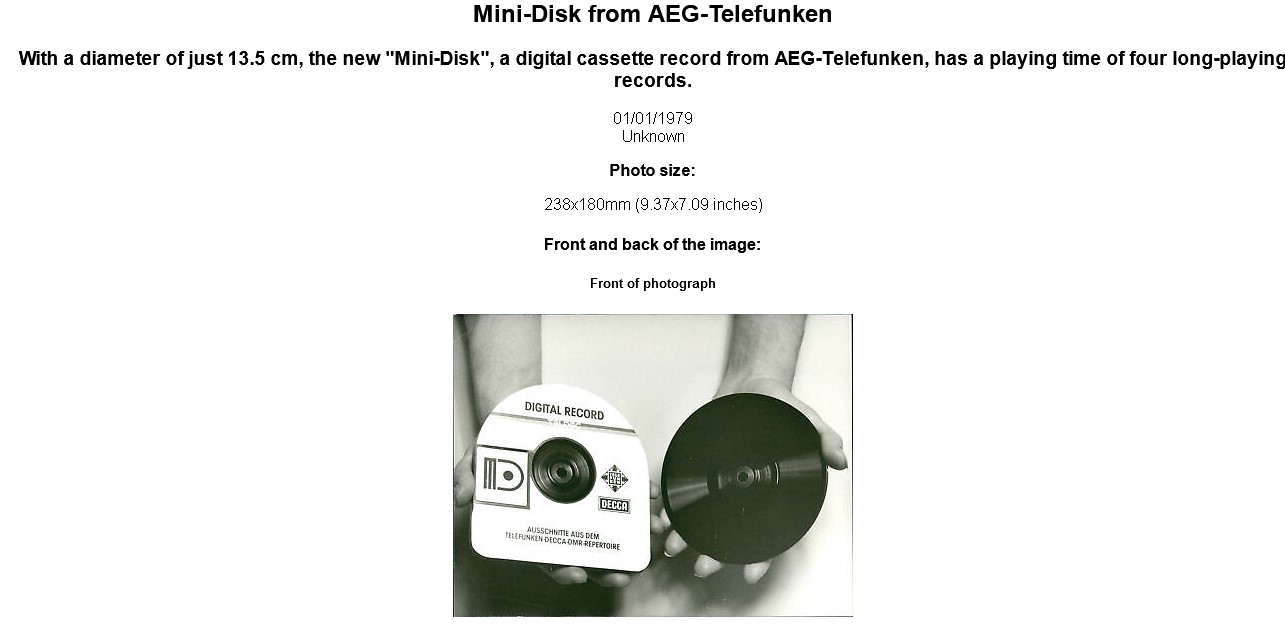 Mini-Disk from AEG-Telefunken
With a diameter of just 13.5 cm, the new "Mini-Disk", a digital cassette record from AEG-Telefunken, has a playing time of four long-playing
records.
01/01/1979
Unknown
Photo size:
238x180mm (9.37x7.09 inches)
Front and back of the image:
Front of photograph
DIGITAL RECORD
TELDEC
DECCA
AUSSCHNITTE AUS DEM
TELEFUNKEN-DECCA-DMR-REPERTOIRE